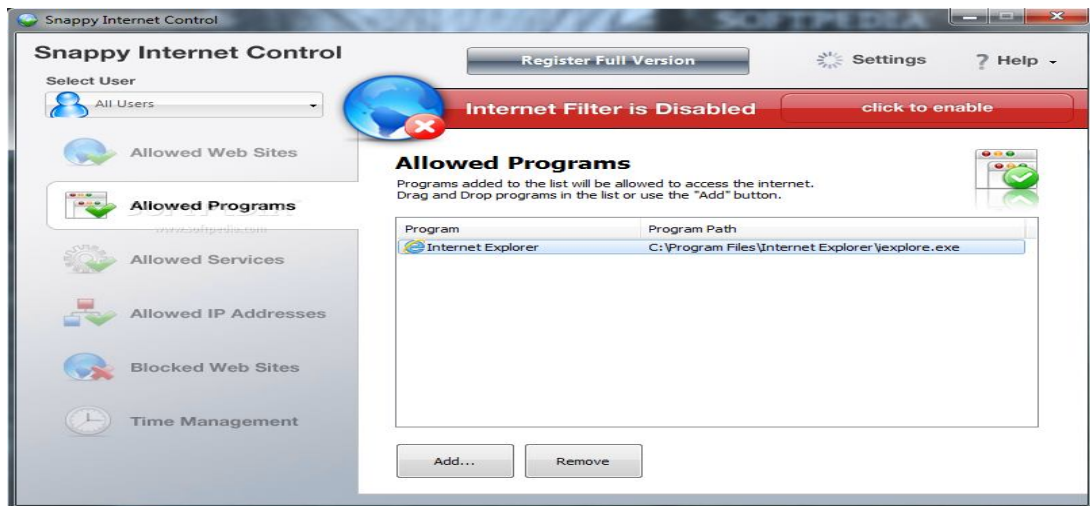 Snappy Internet Control
SOFTPEDIA
Snappy Internet Control
Register Full Version
Settings
? Help
Select User
All Users
Internet Filter is Disabled
click to enable
Allowed Web Sites
Allowed Programs
www.softpedia.com
Allowed Services
Allowed IP Addresses
Blocked Web Sites
Time Management
Allowed Programs
Programs added to the list will be allowed to access the internet.
Drag and Drop programs in the list or use the "Add" button.
Program Program Path
Internet Explorer C:\Program Files\Internet Explorer\iexplore.exe
Add... Remove